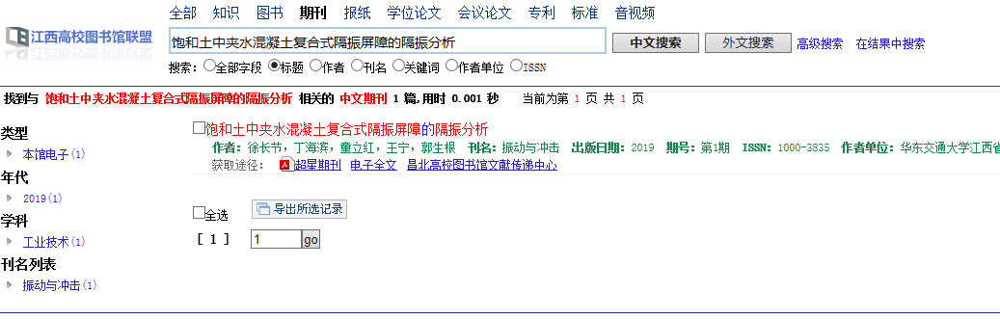 全部 知识 图书 期刊 报纸 学位论文 会议论文 专利 标准 音视频
江西高校图书馆联盟
饱和土中夹水混凝土复合式隔振屏障的隔振分析 中文搜索 外文搜索 高级搜索 在结果中搜索
搜索：全部字段 标题 作者 刊名 关键词 作者单位 ISSN
找到与 饱和土中夹水混凝土复合式隔振屏障的隔振分析 相关的 中文期刊 1 篇,用时 0.001 秒 当前为第 1 页 共 1 页
类型
本馆电子(1)
年代
2019(1)
学科
工业技术(1)
刊名列表
振动与冲击(1)
饱和土中夹水混凝土复合式隔振屏障的隔振分析
作者：徐长节，丁海滨，童立红，王宁，郭生根 刊名：振动与冲击 出版日期：2019 期号：第1期 ISSN：1000-3835 作者单位：华东交通大学江西省
获取途径： 超星期刊 电子全文 昌北高校图书馆文献传递中心
全选 导出所选记录
[ 1 ] 1 go